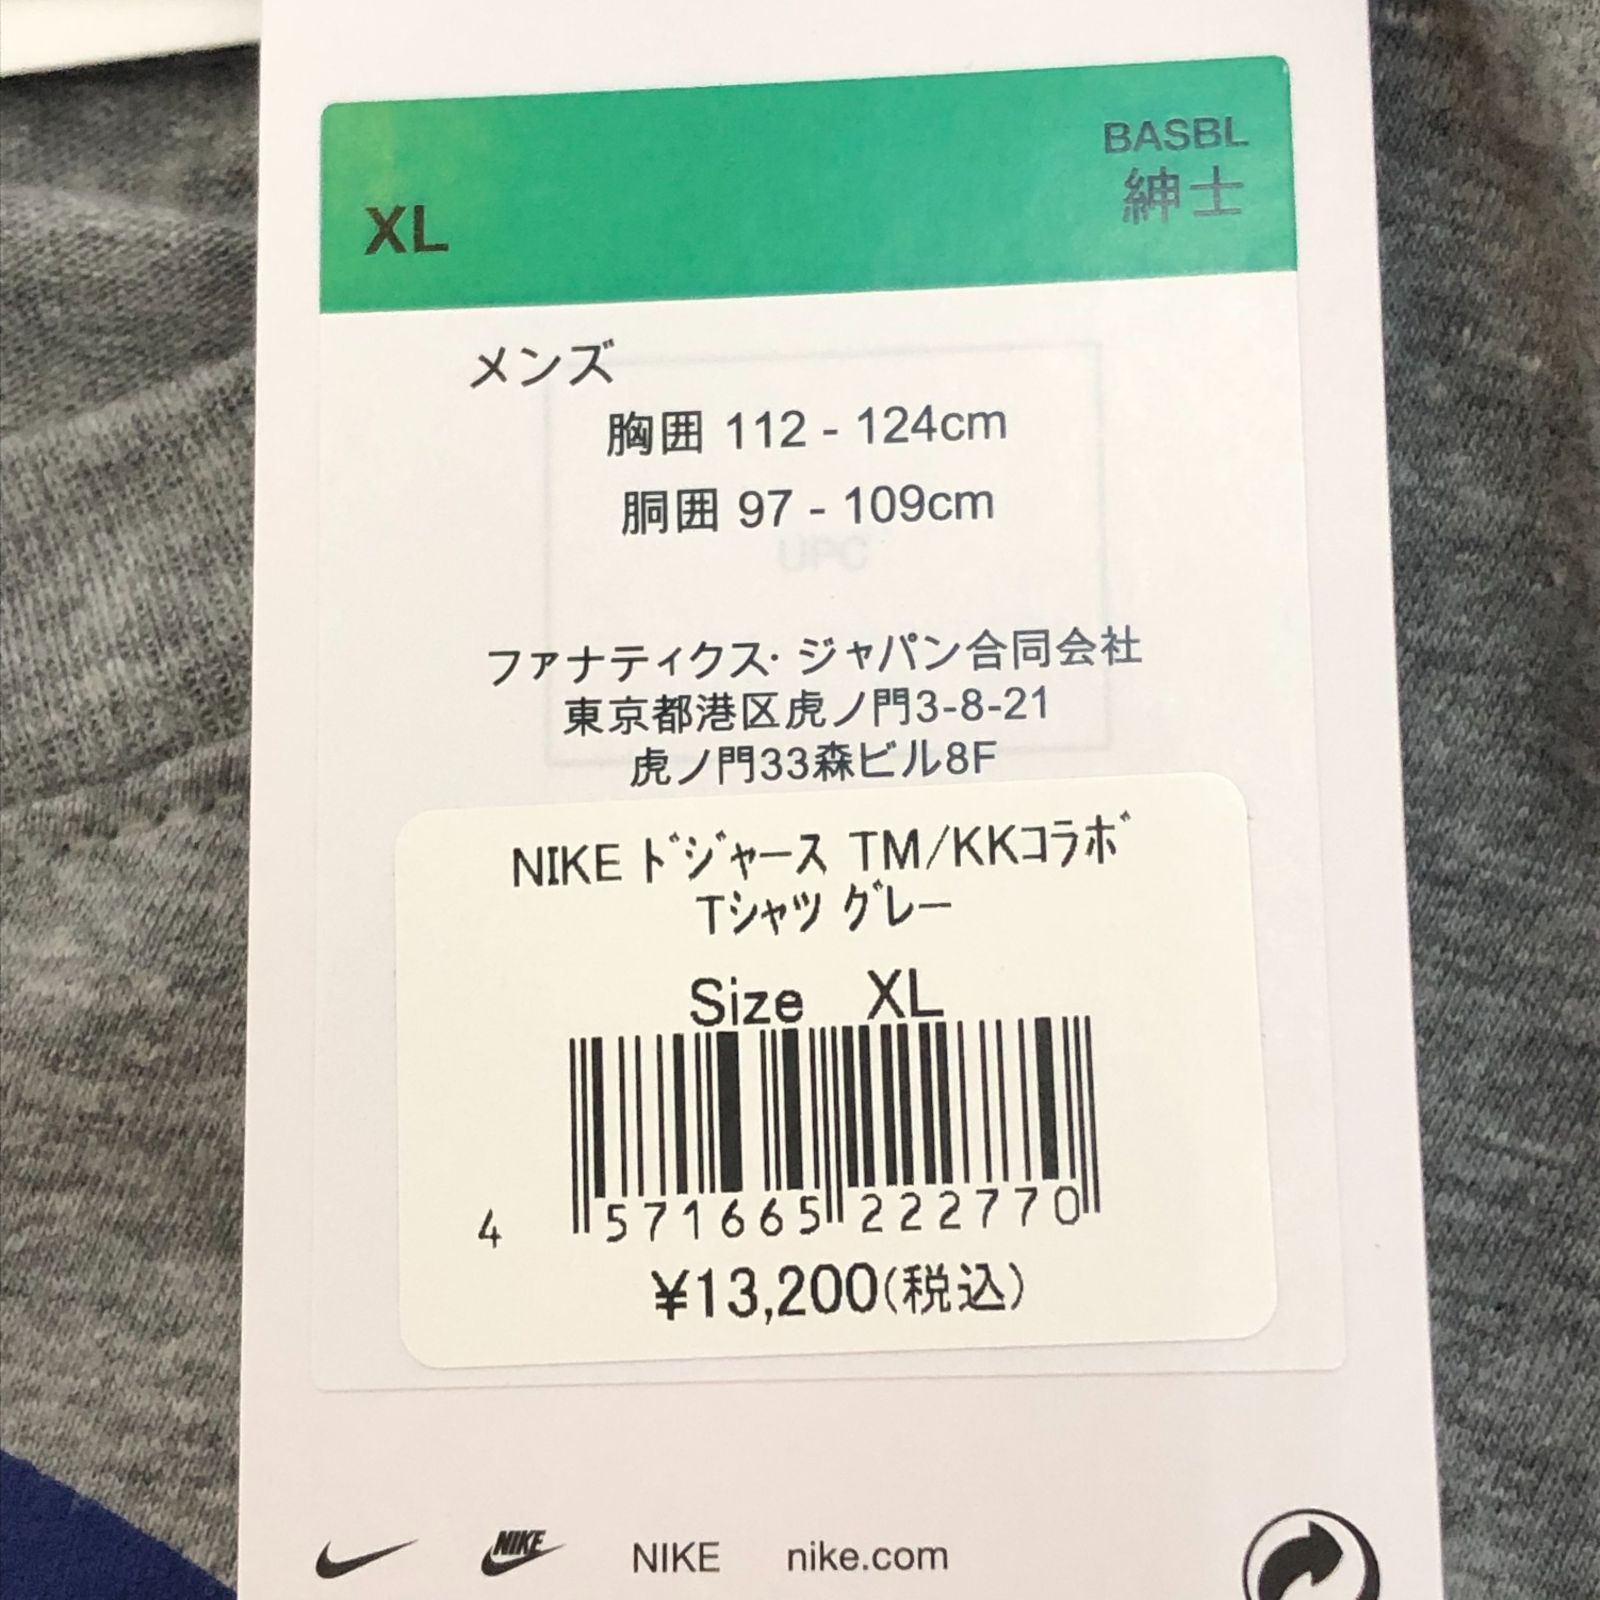 BASBL
紳士
XL
メンズ
胸囲 112 - 124cm
胴囲 97 - 109cm
UPC
ファナティクス・ジャパン合同会社
東京都港区虎ノ門3-8-21
虎ノ門33森ビル8F
NIKE ﾄﾞｼﾞｬｰｽ TM/KKｺﾗﾎﾞ
Tｼｬﾂ ｸﾞﾚｰ
Size XL
4 571665 222770
¥13,200(税込)
NIKE NIKE nike.com